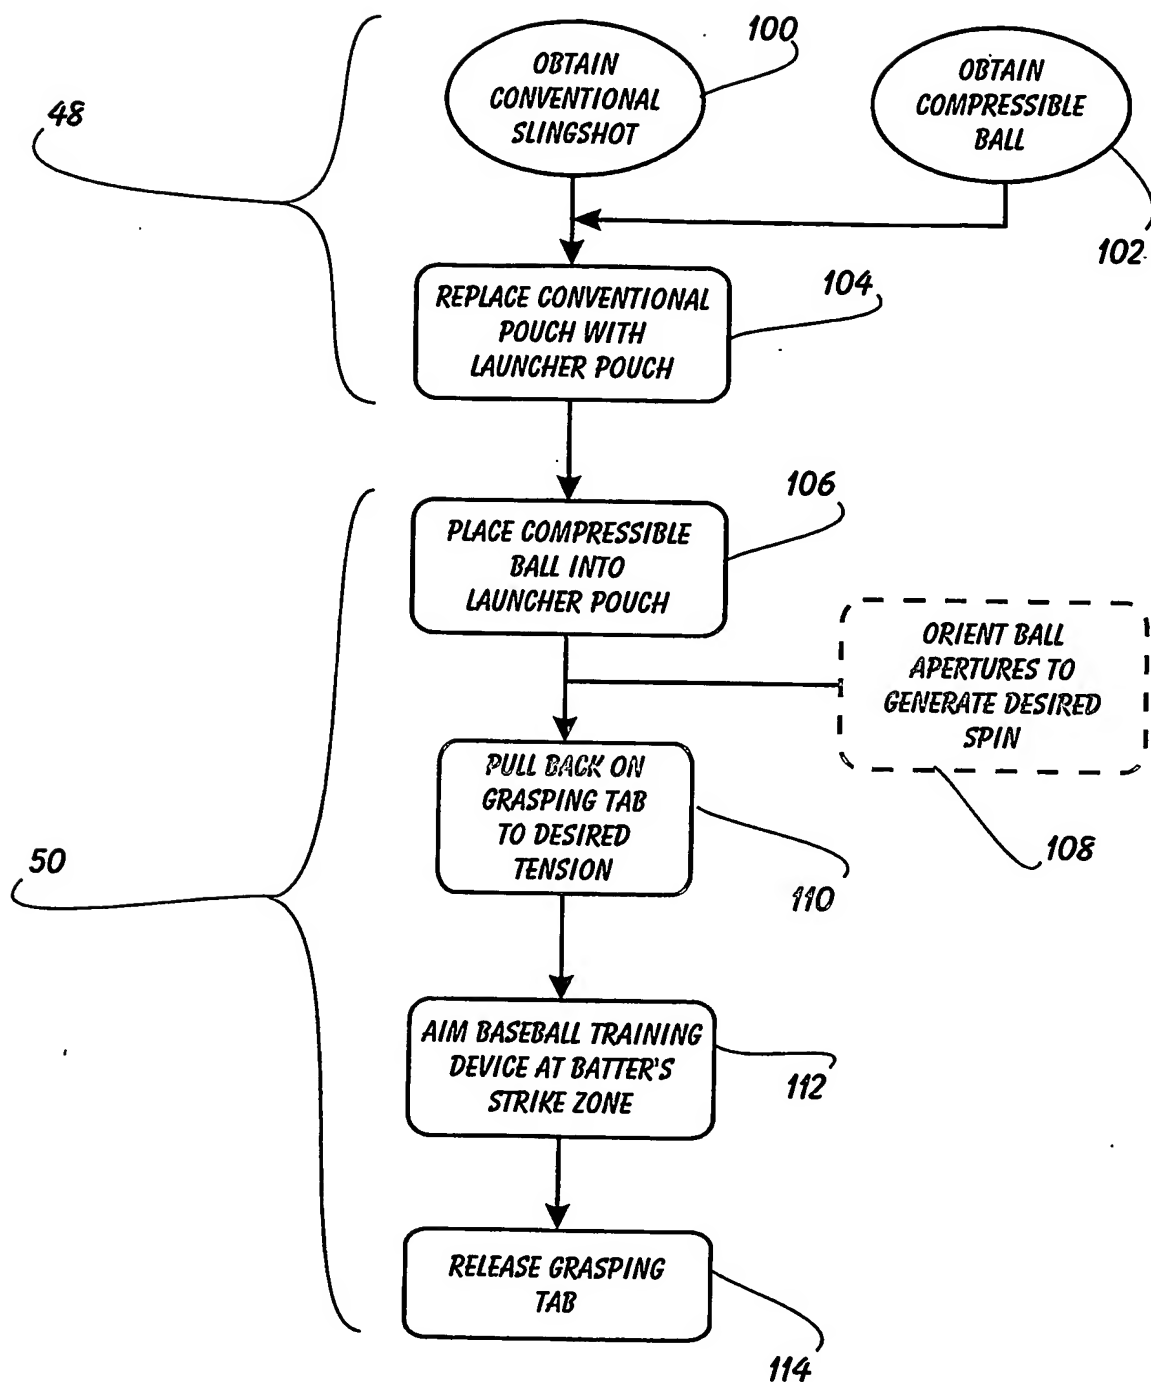 100
OBTAIN
CONVENTIONAL
SLINGSHOT
OBTAIN
COMPRESSIBLE
BALL
48
102
104
REPLACE CONVENTIONAL
POUCH WITH
LAUNCHER POUCH
106
PLACE COMPRESSIBLE
BALL INTO
LAUNCHER POUCH
ORIENT BALL
APERTURES TO
GENERATE DESIRED
SPIN
108
PULL BACK ON
GRASPING TAB
TO DESIRED
TENSION
50
110
AIM BASEBALL TRAINING
DEVICE AT BATTER'S
STRIKE ZONE
112
RELEASE GRASPING
TAB
114